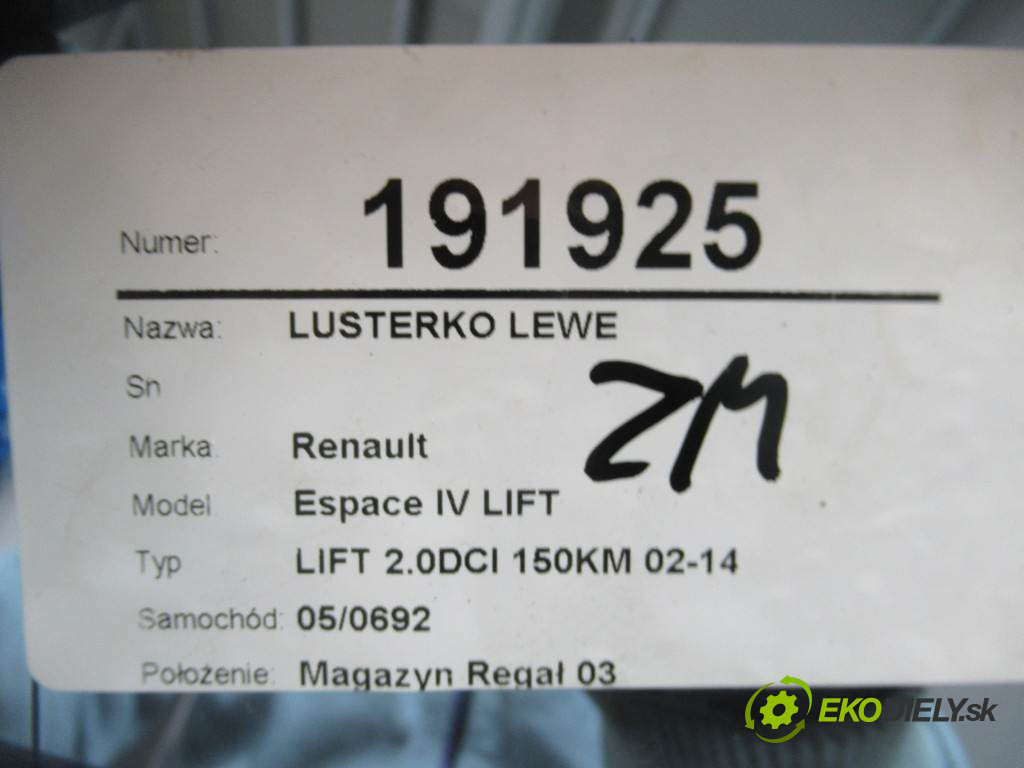 Numer: 191925
Nazwa: LUSTERKO LEWE
Sn
ZM
Marka Renault
Model Espace IV LIFT
Typ LIFT 2.0DCI 150KM 02-14
Samochód: 05/0692
Położenie: Magazyn Regał 03
EKODIELY.sk